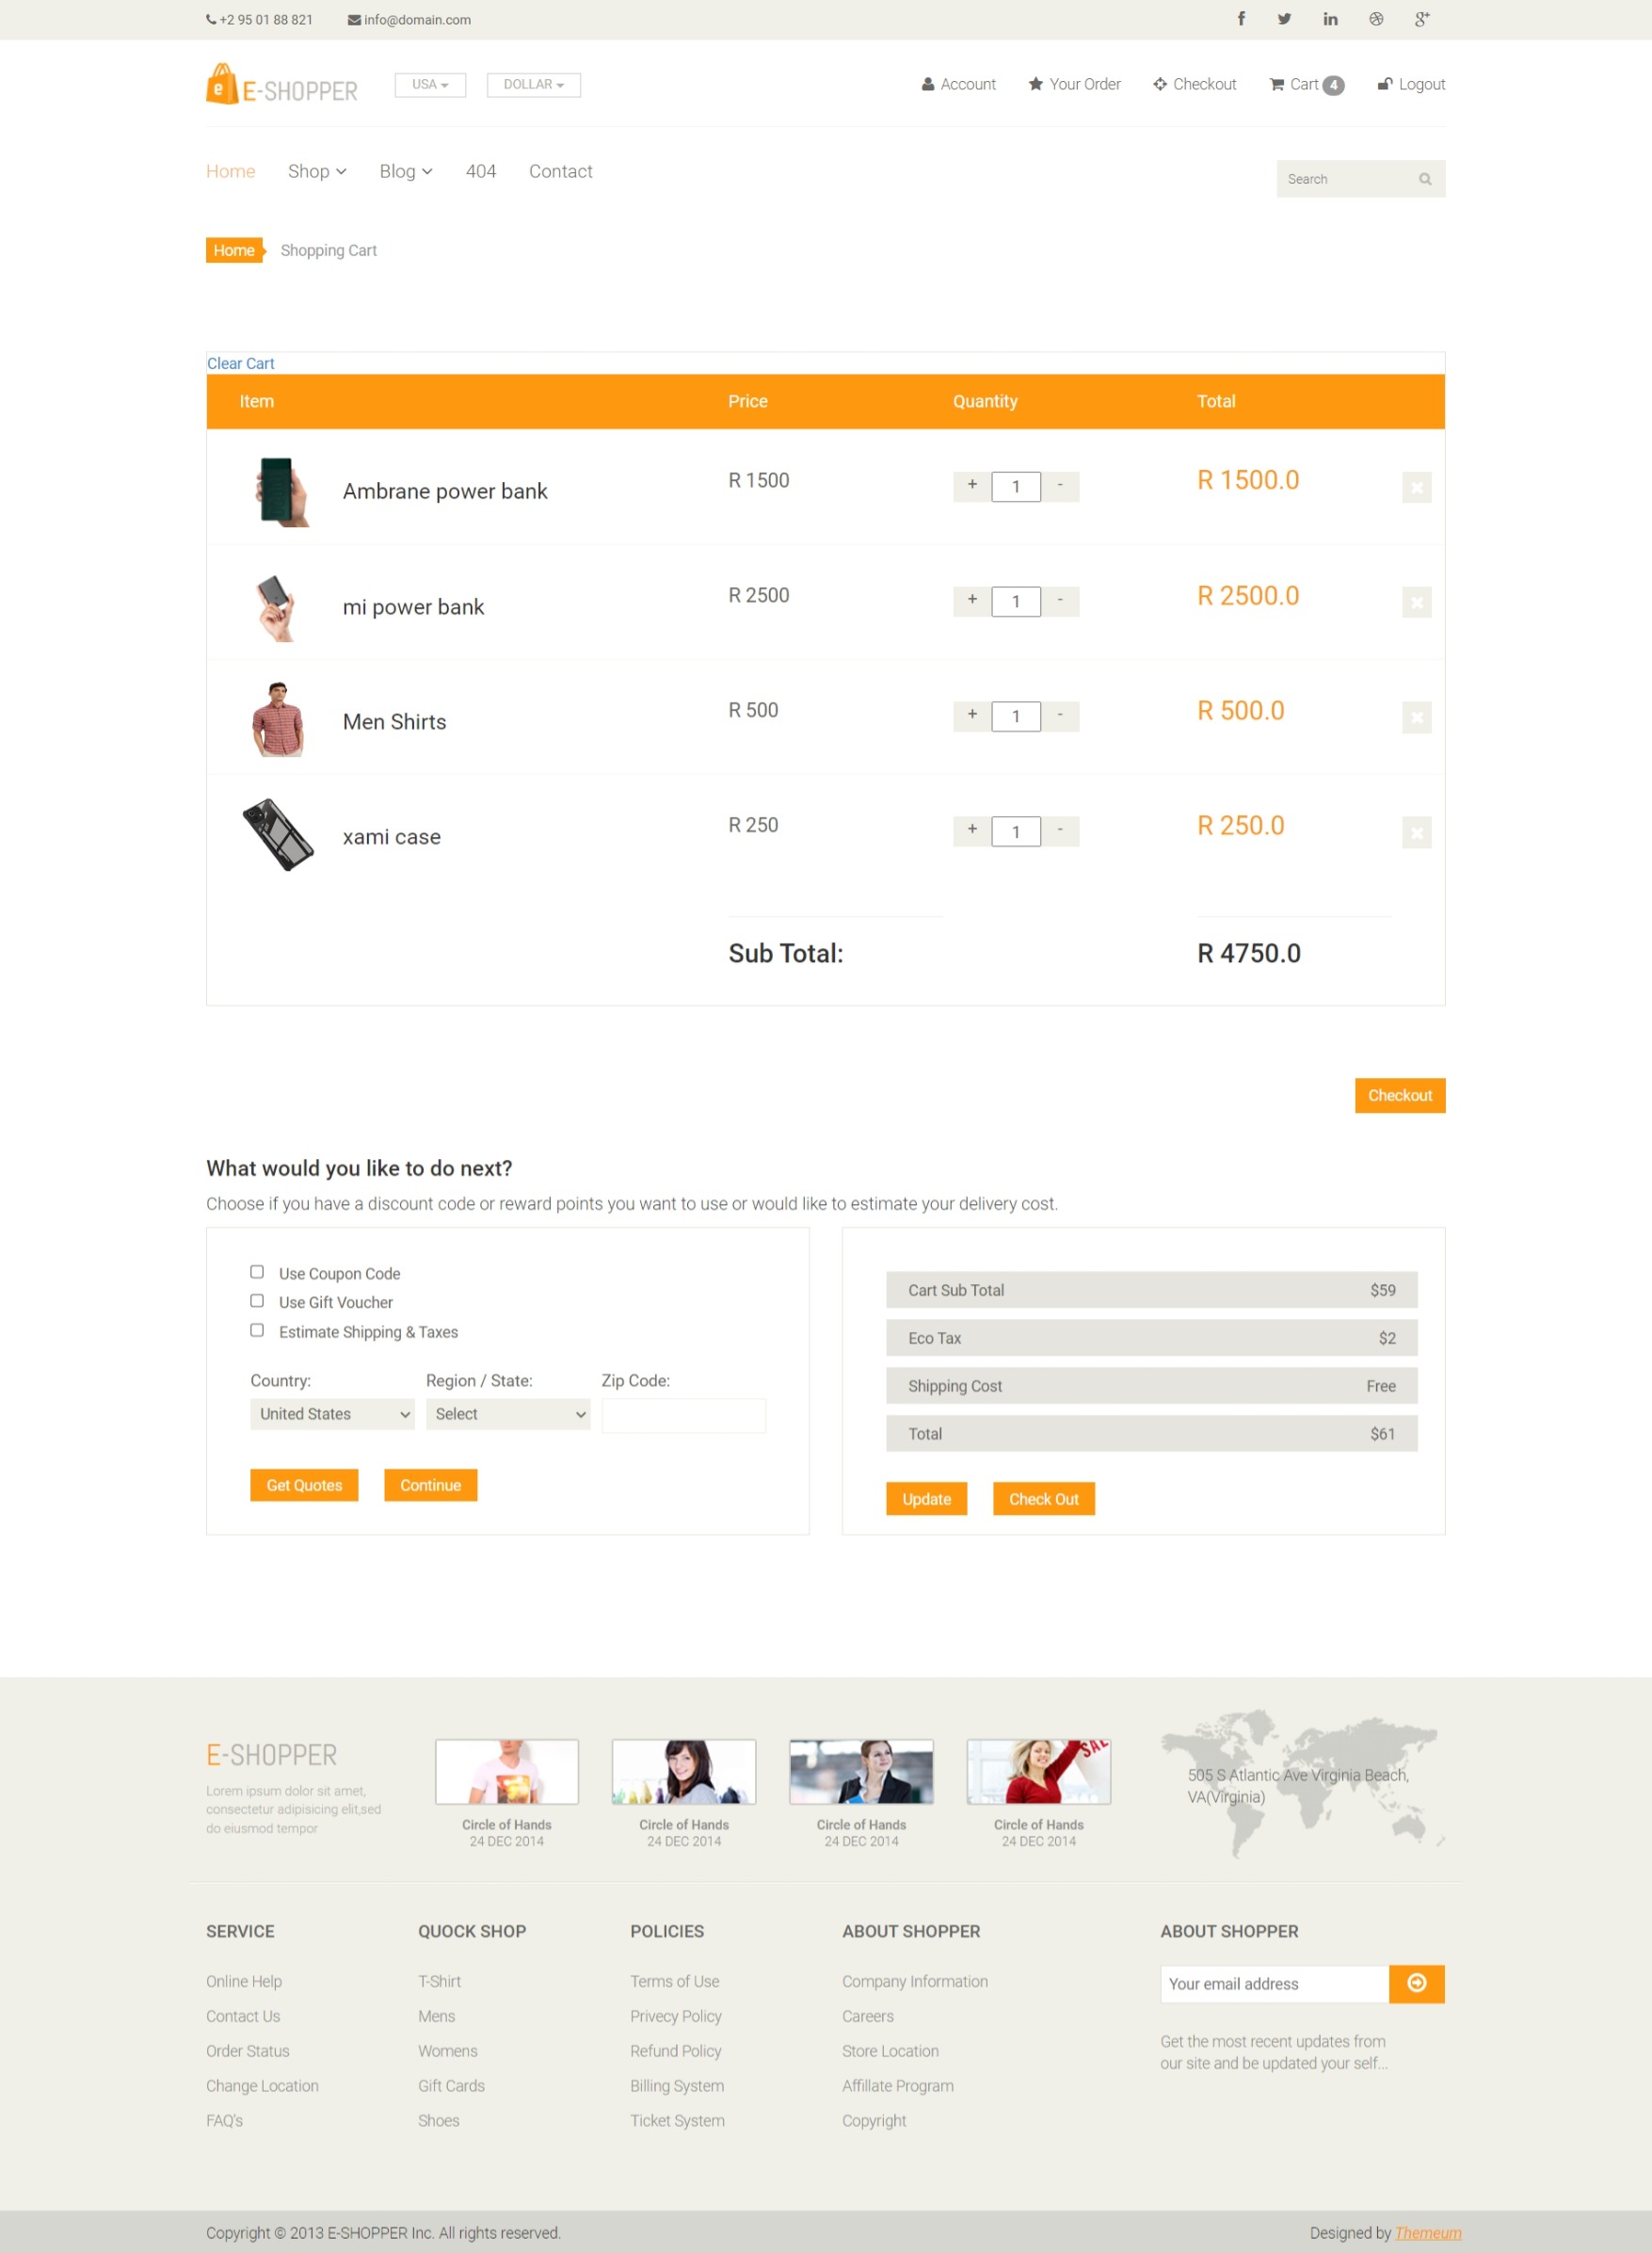 +2 95 01 88 821 info@domain.com
E-SHOPPER USA DOLLAR Account Your Order Checkout Cart 4 Logout
Home Shop Blog 404 Contact Search
Home Shopping Cart
Clear Cart
Item Price Quantity Total
Ambrane power bank R 1500 + 1 - R 1500.0
mi power bank R 2500 + 1 - R 2500.0
Men Shirts R 500 + 1 - R 500.0
xami case R 250 + 1 - R 250.0
Sub Total: R 4750.0
Checkout
What would you like to do next?
Choose if you have a discount code or reward points you want to use or would like to estimate your delivery cost.
Use Coupon Code
Use Gift Voucher
Estimate Shipping & Taxes
Country: Region / State: Zip Code:
United States Select
Get Quotes Continue
Cart Sub Total $59
Eco Tax $2
Shipping Cost Free
Total $61
Update Check Out
E-SHOPPER
Lorem ipsum dolor sit amet,
consectetur adipisicing elit,sed
do eiusmod tempor
Circle of Hands
24 DEC 2014
Circle of Hands
24 DEC 2014
Circle of Hands
24 DEC 2014
SALE
Circle of Hands
24 DEC 2014
505 S Atlantic Ave Virginia Beach,
VA(Virginia)
SERVICE
Online Help
Contact Us
Order Status
Change Location
FAQ's
QUOCK SHOP
T-Shirt
Mens
Womens
Gift Cards
Shoes
POLICIES
Terms of Use
Privecy Policy
Refund Policy
Billing System
Ticket System
ABOUT SHOPPER
Company Information
Careers
Store Location
Affillate Program
Copyright
ABOUT SHOPPER
Your email address
Get the most recent updates from
our site and be updated your self...
Copyright © 2013 E-SHOPPER Inc. All rights reserved. Designed by Themeum